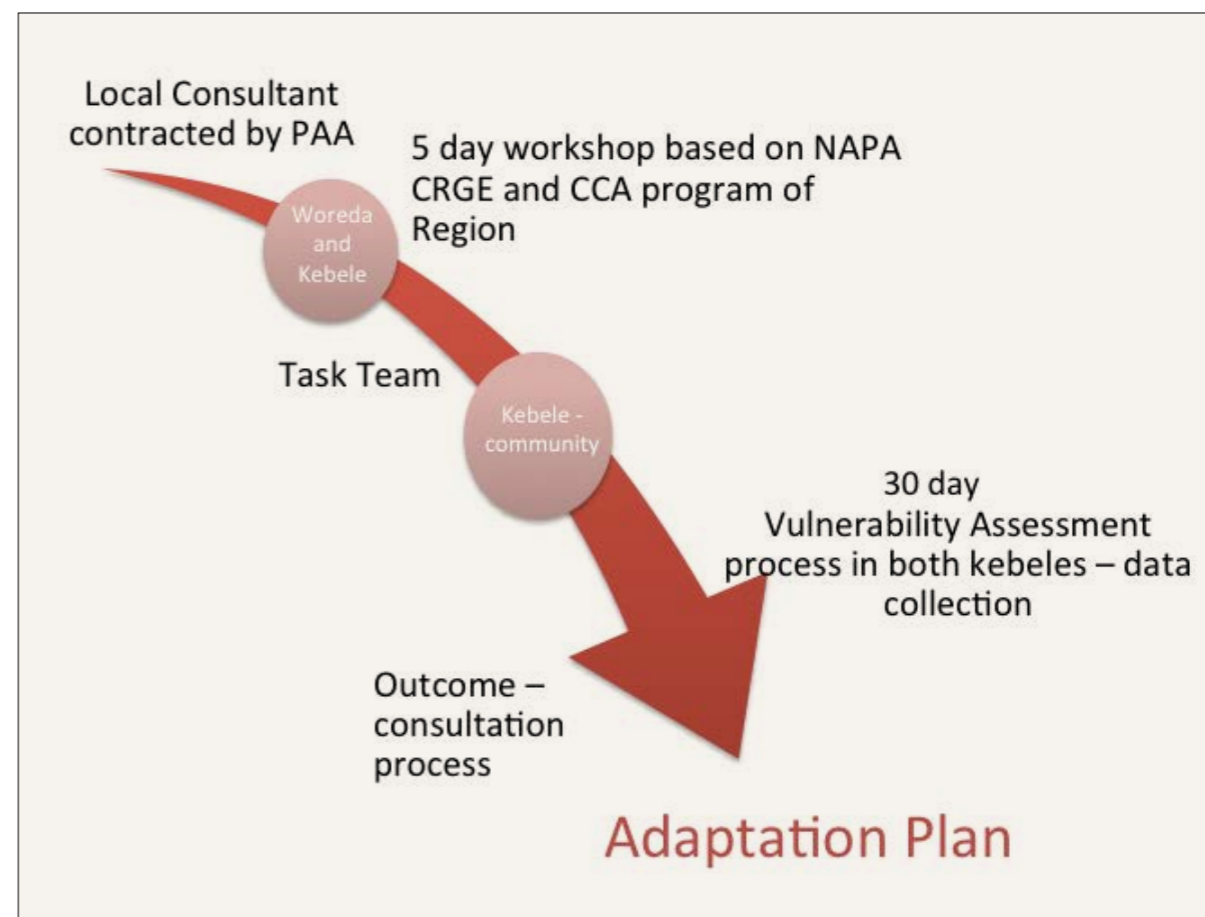 Local Consultant
contracted by PAA
5 day workshop based on NAPA
CRGE and CCA program of
Region
Woreda
and
Kebele
Task Team
Kebele -
community
30 day
Vulnerability Assessment
process in both kebeles – data
collection
Outcome –
consultation
process
Adaptation Plan